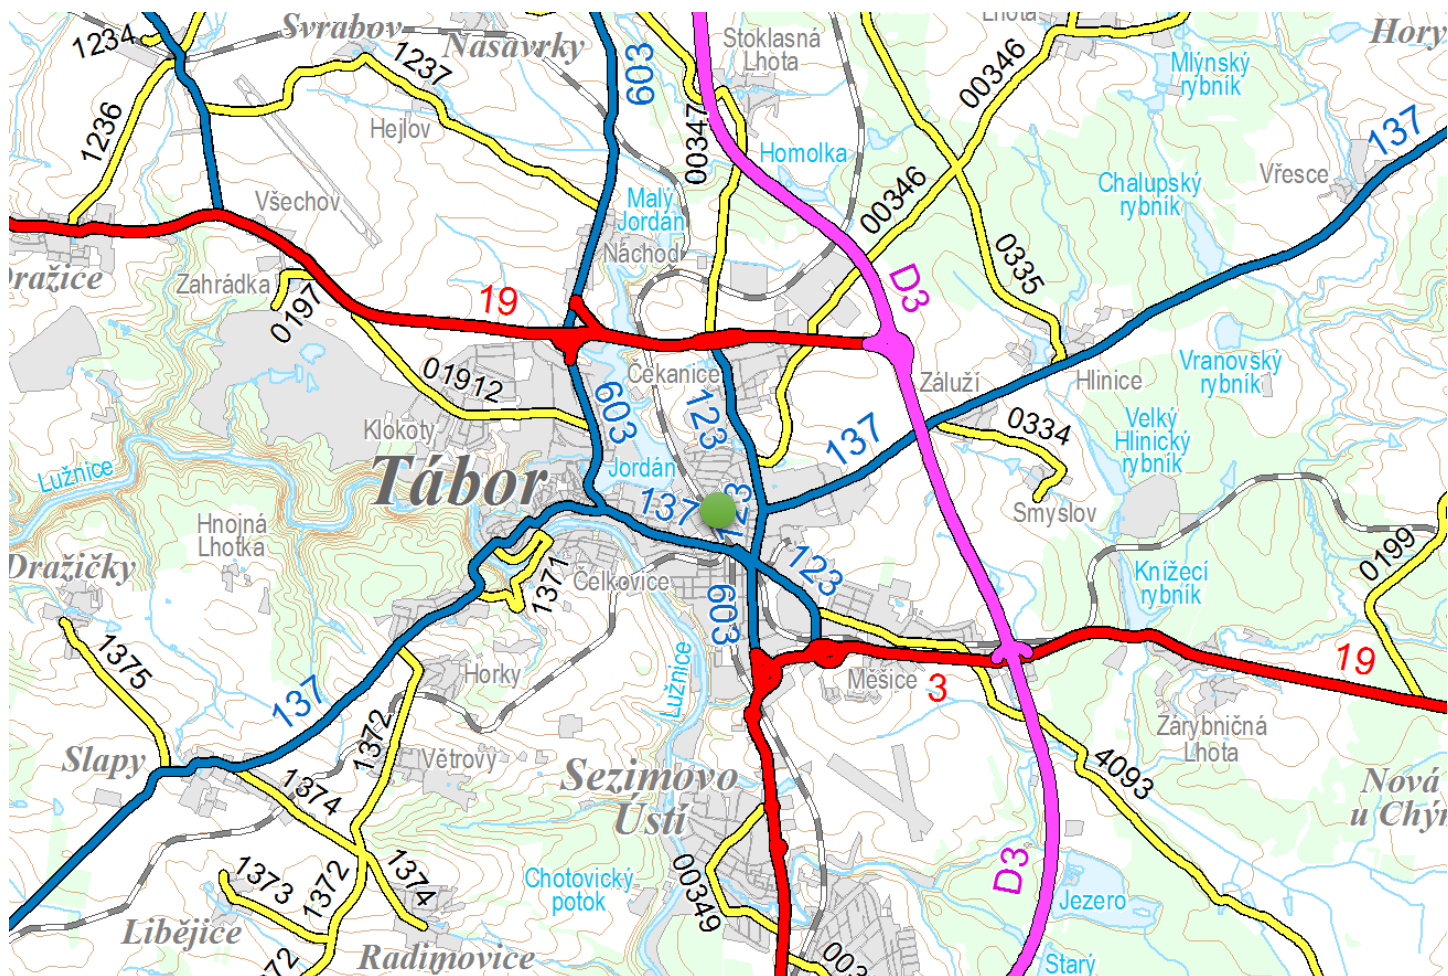 Svrabov
Nasavrky
1234
1237
603
Stoklasná
Lhota
Lhota
00346
Mlýnský
rybník
Hory
1236
Hejlov
00347
Homolka
137
Vřesce
Chalupský
rybník
00346
Všechov
Malý
Jordán
Náchod
0335
Dražice
Zahrádka
0197
19
D3
Čekanice
Záluží
Hlinice
Vranovský
rybník
01912
603
123
137
0334
Velký
Hlinický
rybník
Klokoty
Tábor
Jordán
Lužnice
137
123
Smyslov
Hnojná
Lhotka
Dražičky
1371
Čelkovice
123
603
Knížecí
rybník
0199
1375
Horky
Lužnice
Měšice
3
19
137
1372
Zárybničná
Lhota
Slapy
Větrovy
1374
Sezimovo
Ústí
4093
Nová
u Chýn
1373
1372
1374
Chotovický
potok
00349
D3
Jezero
Libějice
Radimovice
Starý